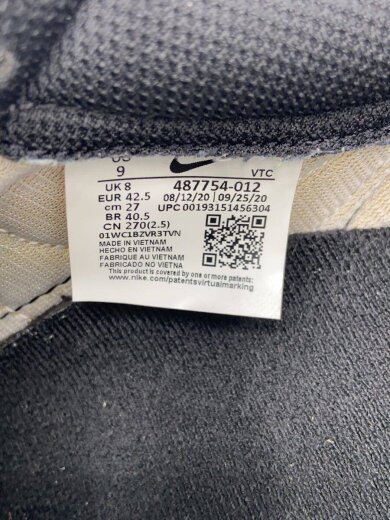 US
9
VTC
UK 8
487754-012
EUR 42.5
08/12/20 | 09/25/20
cm 27
UPC 00193151456304
BR 40.5
CN 270(2.5)
01WC1BZVR3TVN
MADE IN VIETNAM
HECHO EN VIETNAM
FABRIQUE AU VIETNAM
FABRICADO NO VIETNAM
This product is covered by one or more patents:
www.nike.com/patentsvirtualmarking